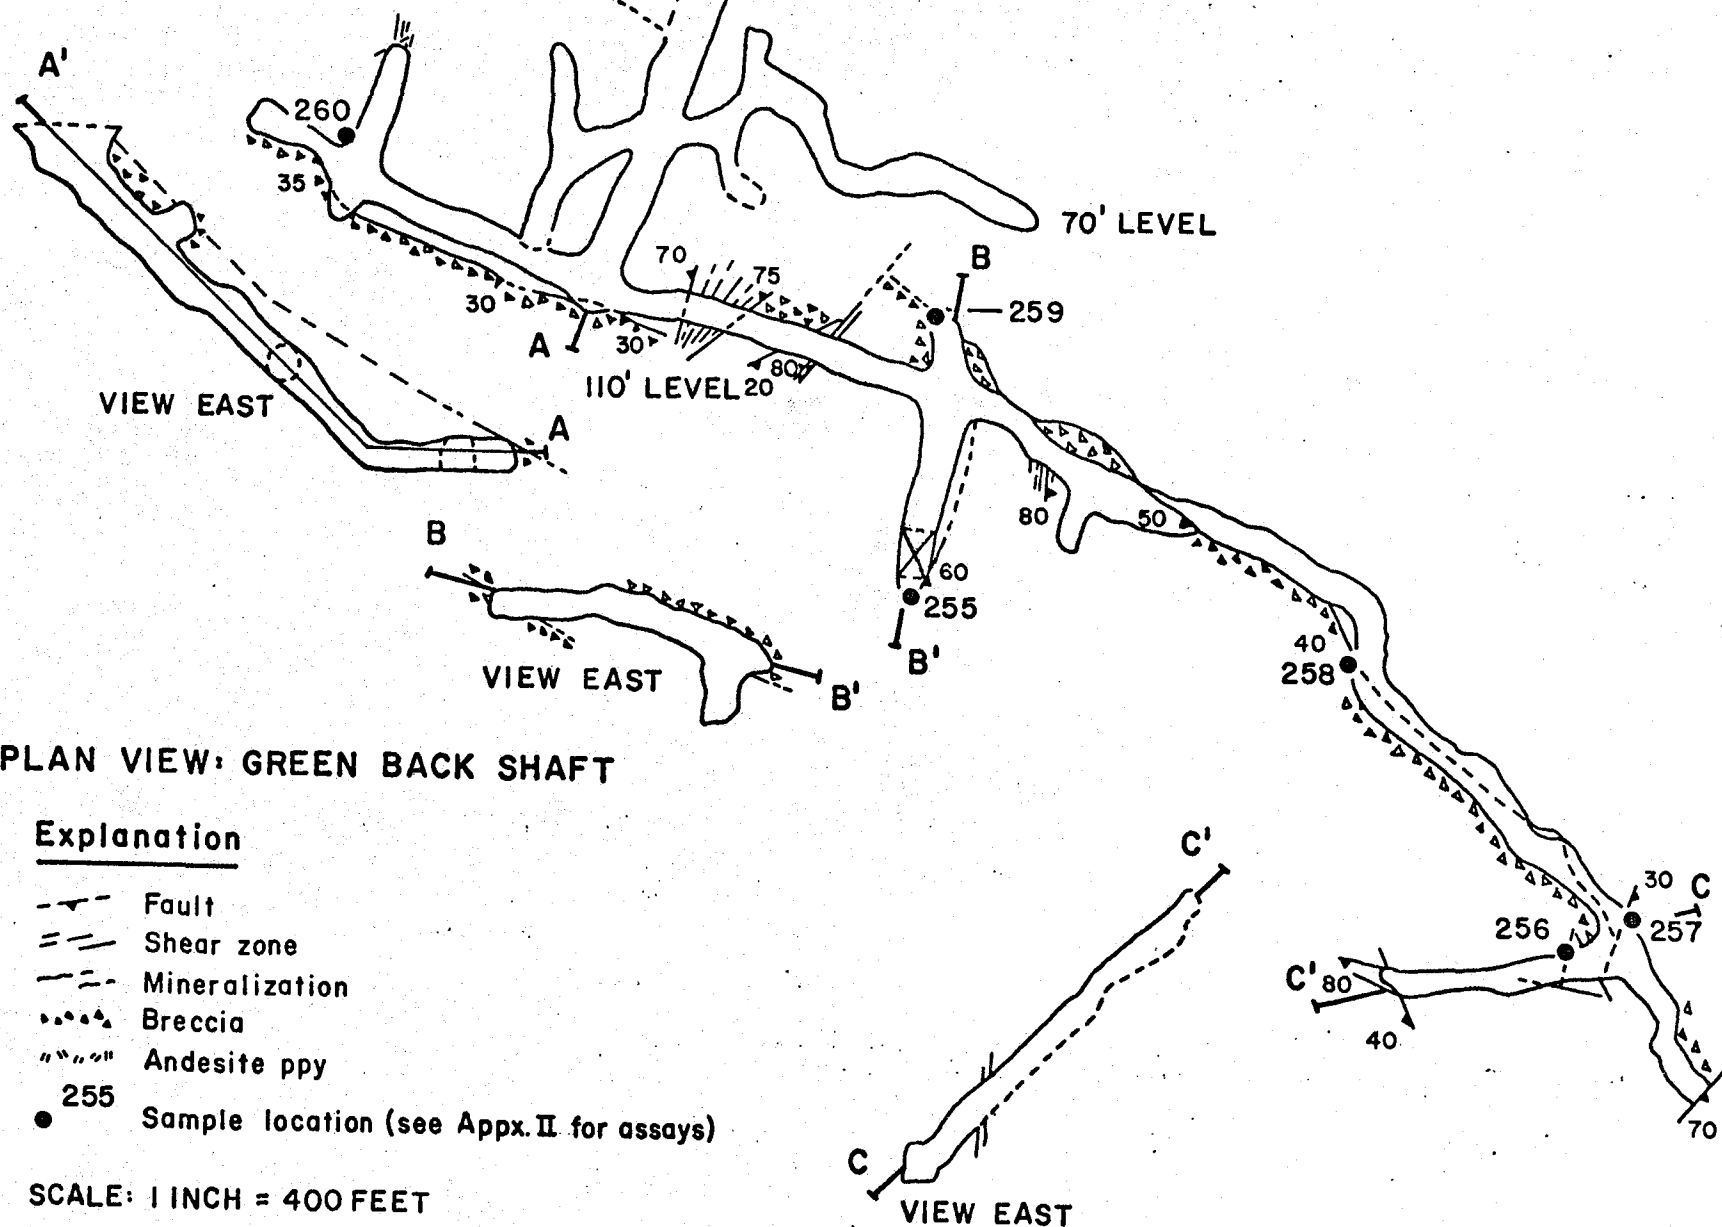 A'
260
35
70' LEVEL
70
75
B
259
30
A
30
110' LEVEL
20
80
VIEW EAST
A
80
50
60
255
B'
B
VIEW EAST
B'
40
258
PLAN VIEW: GREEN BACK SHAFT
Explanation
Fault
Shear zone
Mineralization
Breccia
Andesite ppy
255
Sample location (see Appx. II for assays)
SCALE: 1 INCH = 400 FEET
C'
C
VIEW EAST
30
C
256
257
C'
80
40
70